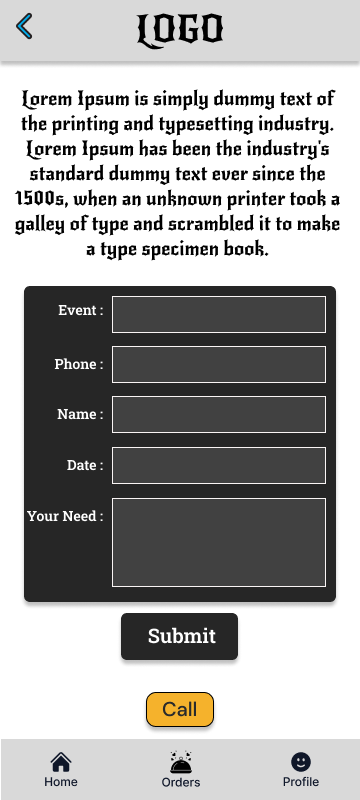 LOGO
Lorem Ipsum is simply dummy text of
the printing and typesetting industry.
Lorem Ipsum has been the industry's
standard dummy text ever since the
1500s, when an unknown printer took a
galley of type and scrambled it to make
a type specimen book.
Event :
Phone :
Name :
Date :
Your Need :
Submit
Call
Home
Orders
Profile